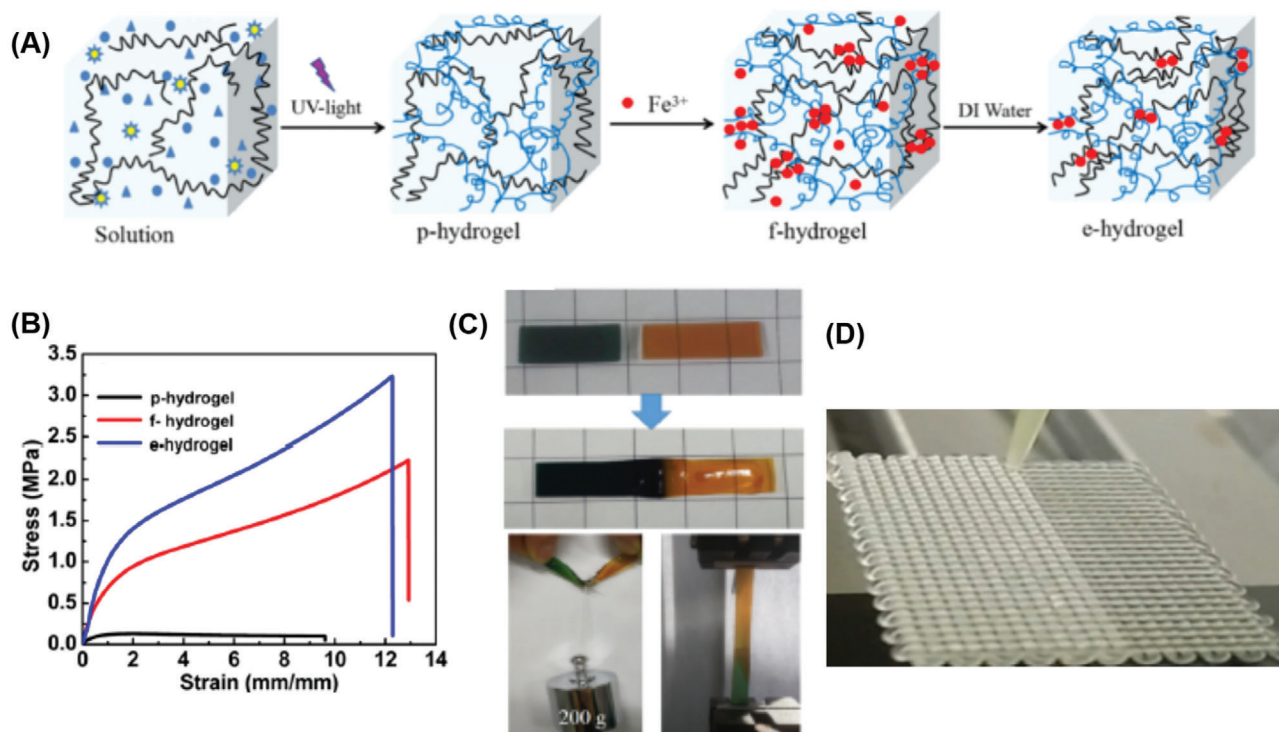 (A)
UV-light
Fe³⁺
DI Water
Solution
p-hydrogel
f-hydrogel
e-hydrogel
(B)
3.5
3.0
2.5
2.0
1.5
1.0
0.5
0.0
Stress (MPa)
p-hydrogel
f- hydrogel
e-hydrogel
0 2 4 6 8 10 12 14
Strain (mm/mm)
(C)
200 g
(D)